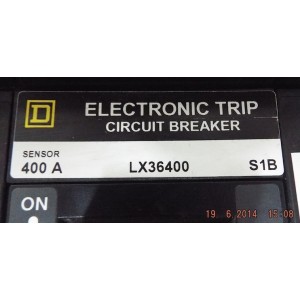 D
ELECTRONIC TRIP
CIRCUIT BREAKER
SENSOR
400 A LX36400 S1B
ON
19 6 2014 15:08